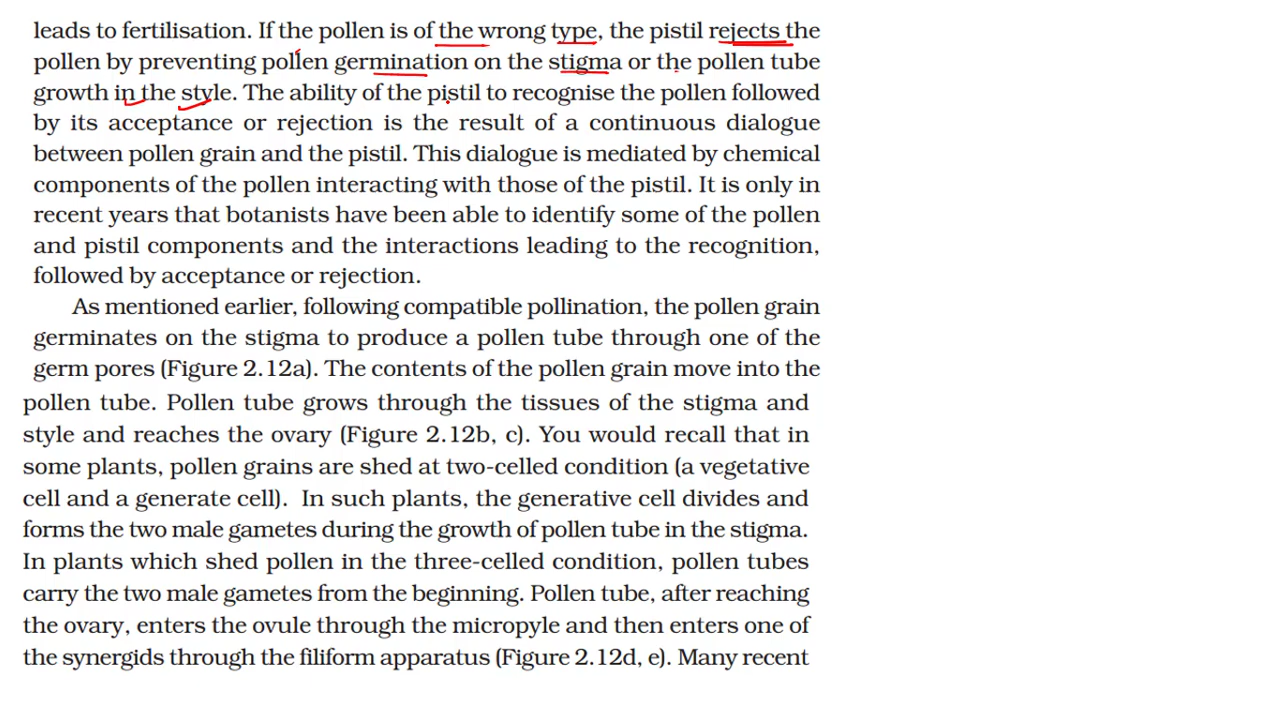 leads to fertilisation. If the pollen is of the wrong type, the pistil rejects the
pollen by preventing pollen germination on the stigma or the pollen tube
growth in the style. The ability of the pistil to recognise the pollen followed
by its acceptance or rejection is the result of a continuous dialogue
between pollen grain and the pistil. This dialogue is mediated by chemical
components of the pollen interacting with those of the pistil. It is only in
recent years that botanists have been able to identify some of the pollen
and pistil components and the interactions leading to the recognition,
followed by acceptance or rejection.
As mentioned earlier, following compatible pollination, the pollen grain
germinates on the stigma to produce a pollen tube through one of the
germ pores (Figure 2.12a). The contents of the pollen grain move into the
pollen tube. Pollen tube grows through the tissues of the stigma and
style and reaches the ovary (Figure 2.12b, c). You would recall that in
some plants, pollen grains are shed at two-celled condition (a vegetative
cell and a generate cell). In such plants, the generative cell divides and
forms the two male gametes during the growth of pollen tube in the stigma.
In plants which shed pollen in the three-celled condition, pollen tubes
carry the two male gametes from the beginning. Pollen tube, after reaching
the ovary, enters the ovule through the micropyle and then enters one of
the synergids through the filiform apparatus (Figure 2.12d, e). Many recent